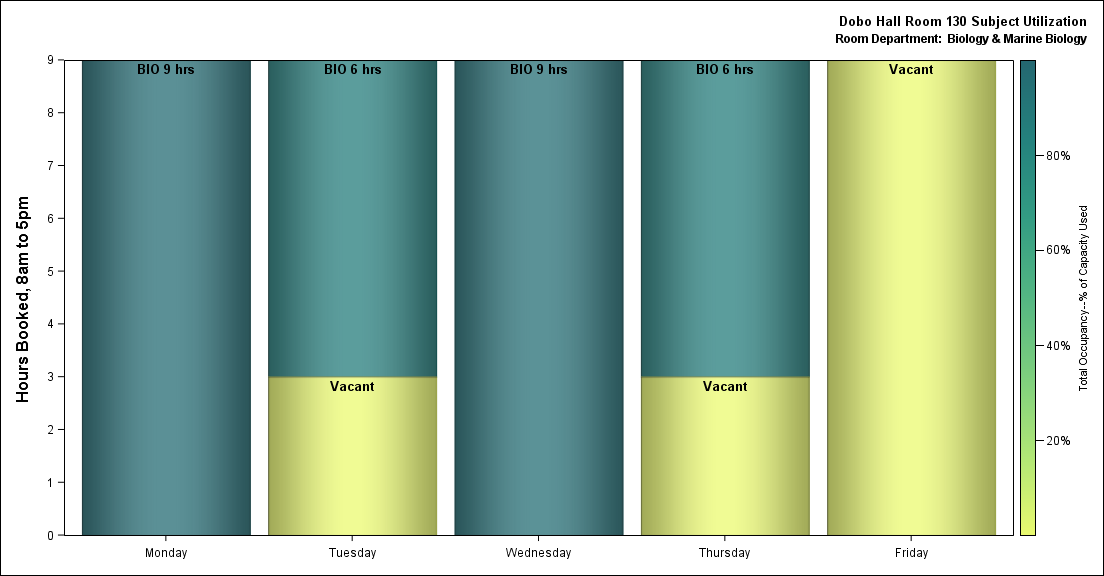 Dobo Hall Room 130 Subject Utilization
Room Department: Biology & Marine Biology
Hours Booked, 8am to 5pm
9
8
7
6
5
4
3
2
1
0
BIO 9 hrs
BIO 6 hrs
BIO 9 hrs
BIO 6 hrs
Vacant
Vacant
Vacant
Monday
Tuesday
Wednesday
Thursday
Friday
80%
60%
40%
20%
Total Occupancy--% of Capacity Used